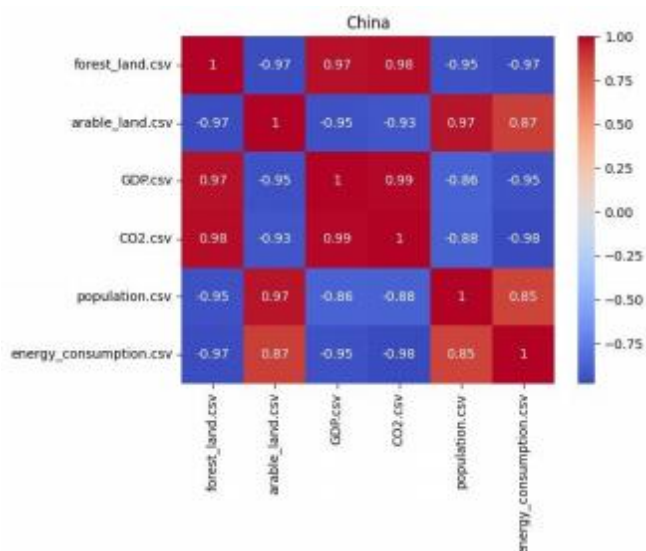 China
forest_land.csv 1 -0.97 0.97 0.98 -0.95 -0.97
arable_land.csv -0.97 1 -0.95 -0.93 0.97 0.87
GDP.csv 0.97 -0.95 1 0.99 -0.86 -0.95
CO2.csv 0.98 -0.93 0.99 1 -0.88 -0.98
population.csv -0.95 0.97 -0.86 -0.88 1 0.85
energy_consumption.csv -0.97 0.87 -0.95 -0.98 0.85 1
forest_land.csv
arable_land.csv
GDP.csv
CO2.csv
population.csv
energy_consumption.csv
1.00
0.75
0.50
0.25
0.00
-0.25
-0.50
-0.75